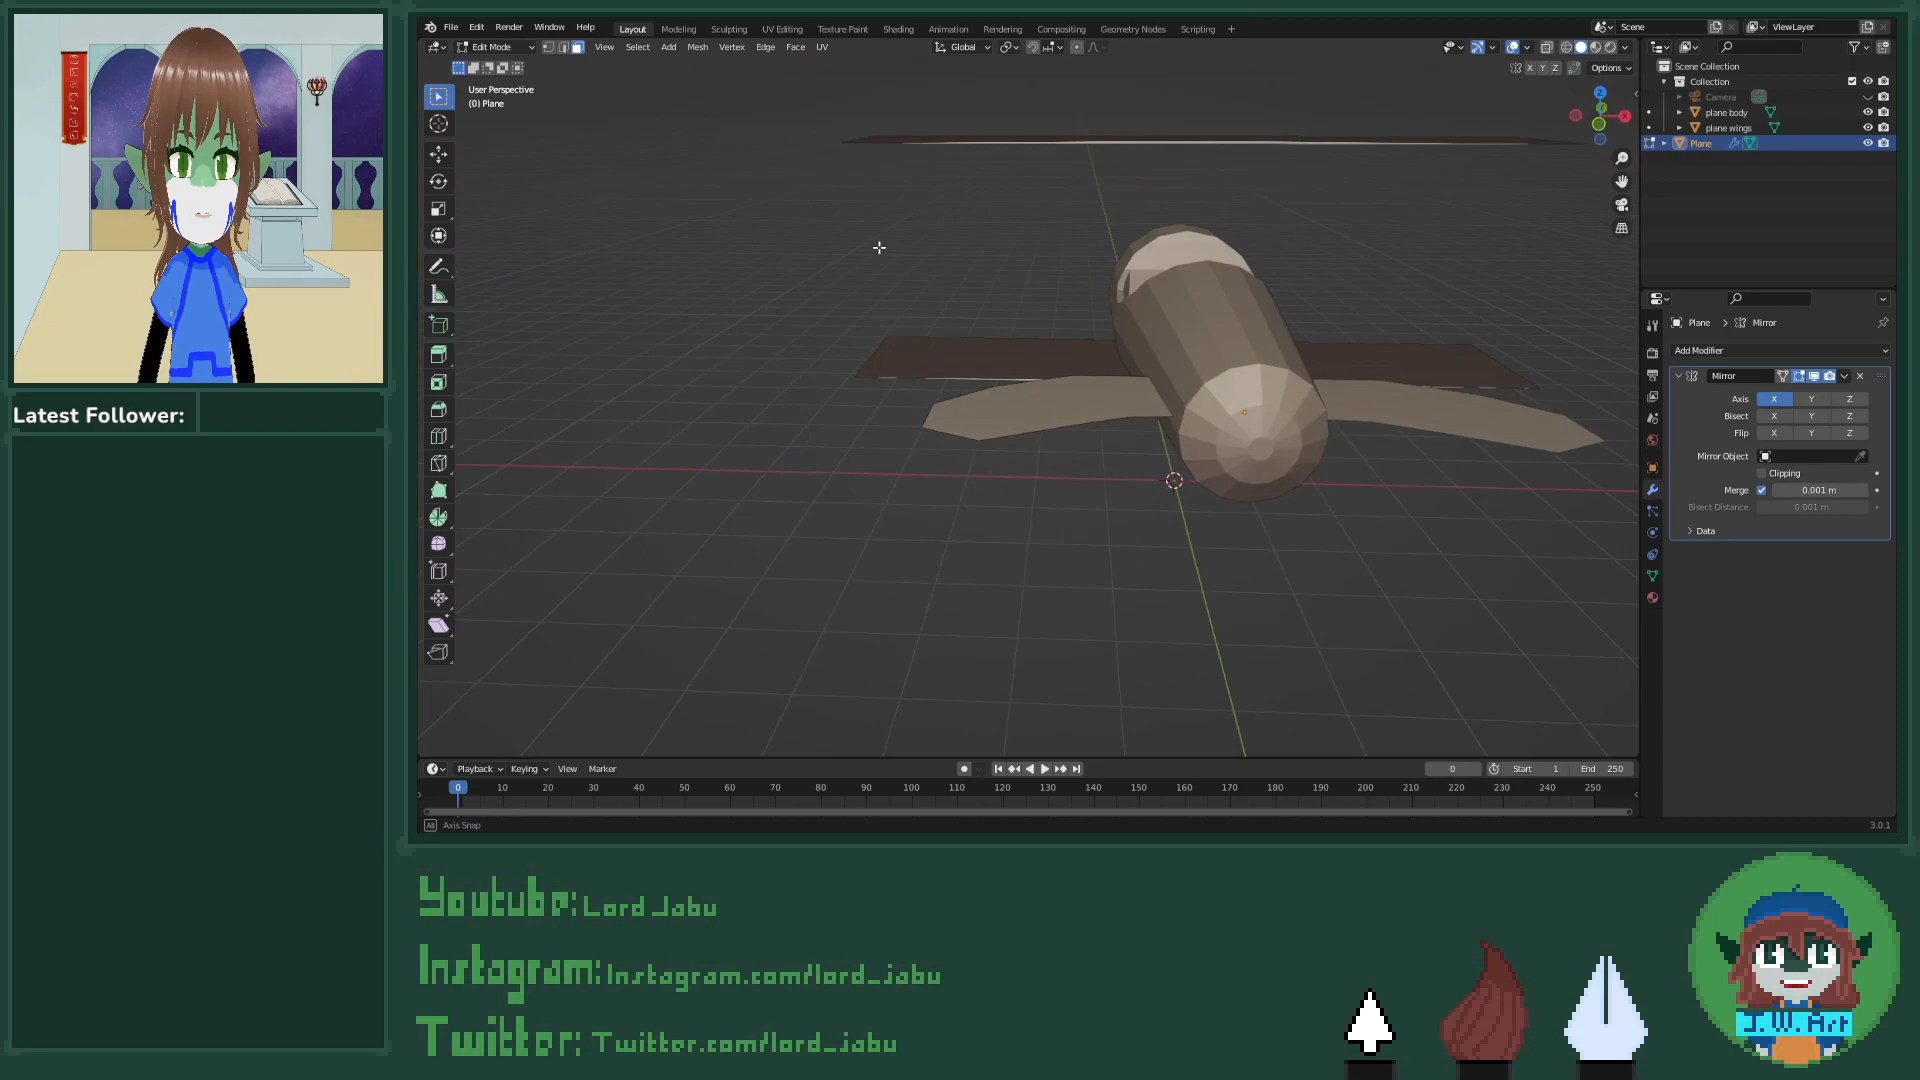 File Edit Render Window Help
Layout Modeling Sculpting UV Editing Texture Paint Shading Animation Rendering Compositing Geometry Nodes Scripting +
Scene ViewLayer
Edit Mode View Select Add Mesh Vertex Edge Face UV Global
X Y Z Options
User Perspective
(0) Plane
Z
X
Scene Collection
Collection
Camera
plane body
plane wings
Plane
Plane > Mirror
Add Modifier
Mirror
Axis X Y Z
Bisect X Y Z
Flip X Y Z
Mirror Object
Clipping
Merge 0.001 m
Bisect Distance 0.001 m
Data
Latest Follower:
Playback Keying View Marker 0 Start 1 End 250
0 10 20 30 40 50 60 70 80 90 100 110 120 130 140 150 160 170 180 190 200 210 220 230 240 250
Alt Axis Snap 3.0.1
Youtube: Lord Jabu
Instagram: Instagram.com/lord_jabu
Twitter: Twitter.com/lord_jabu
J.W. Art